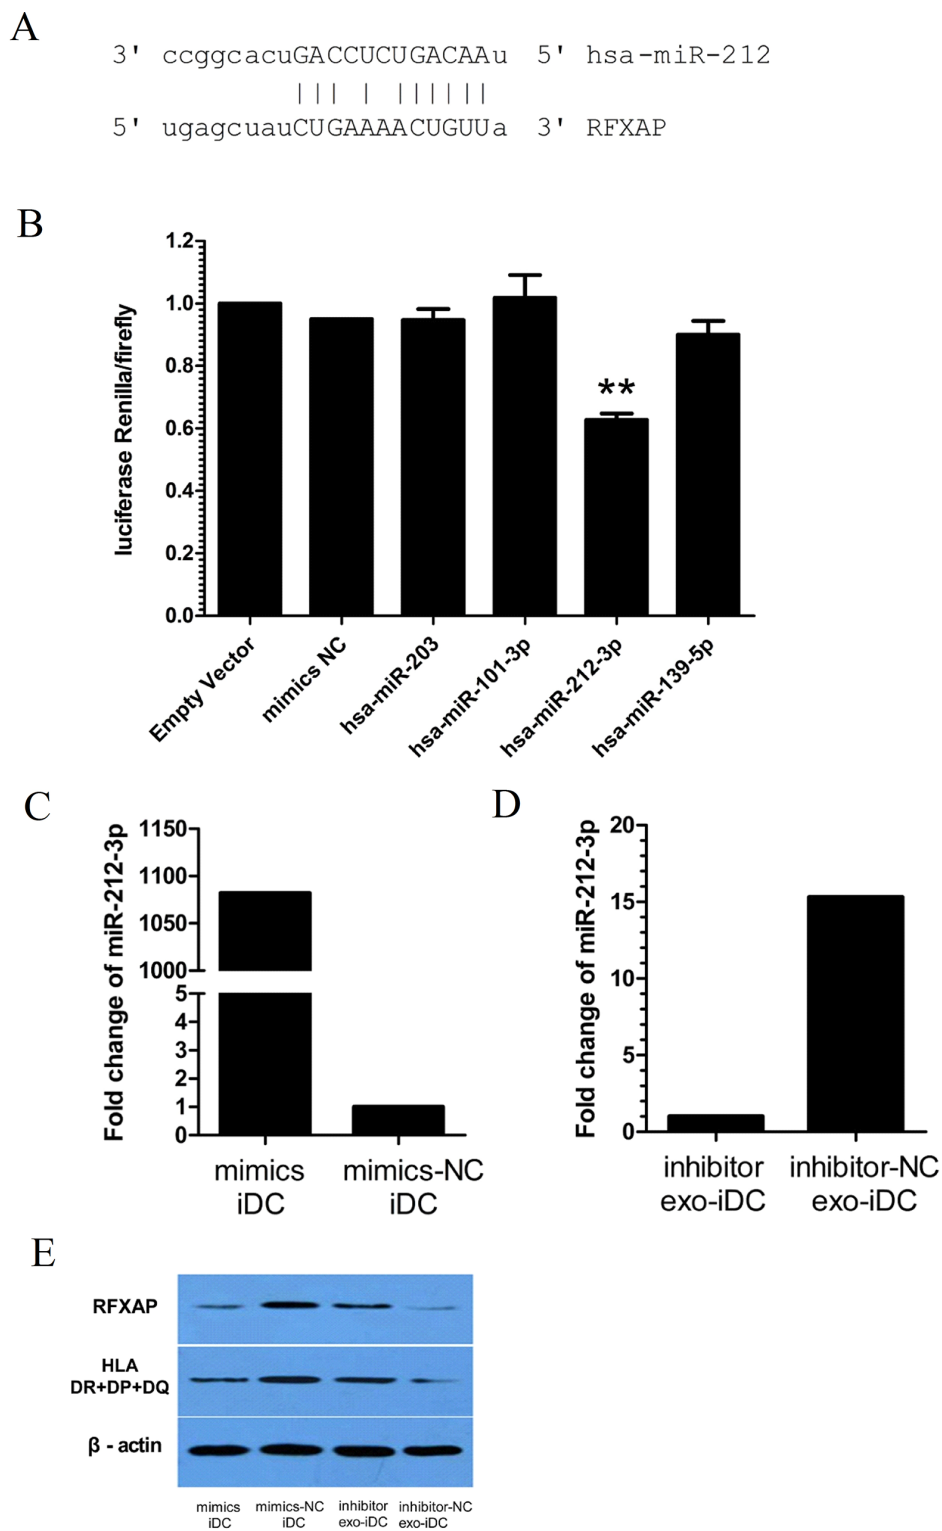 A
3' ccggcacuGACCUCUGACAAu 5' hsa-miR-212
||| | ||||||
5' ugagcuauCUGAAAACUGUUa 3' RFXAP
B
luciferase Renilla/firefly
1.2
1.0
0.8
0.6
0.4
0.2
0.0
**
Empty Vector
mimics NC
hsa-miR-203
hsa-miR-101-3p
hsa-miR-212-3p
hsa-miR-139-5p
C
Fold change of miR-212-3p
1150
1100
1050
1000
5
4
3
2
1
0
mimics
iDC
mimics-NC
iDC
D
Fold change of miR-212-3p
20
15
10
5
0
inhibitor
exo-iDC
inhibitor-NC
exo-iDC
E
RFXAP
HLA
DR+DP+DQ
β - actin
mimics
iDC
mimics-NC
iDC
inhibitor
exo-iDC
inhibitor-NC
exo-iDC